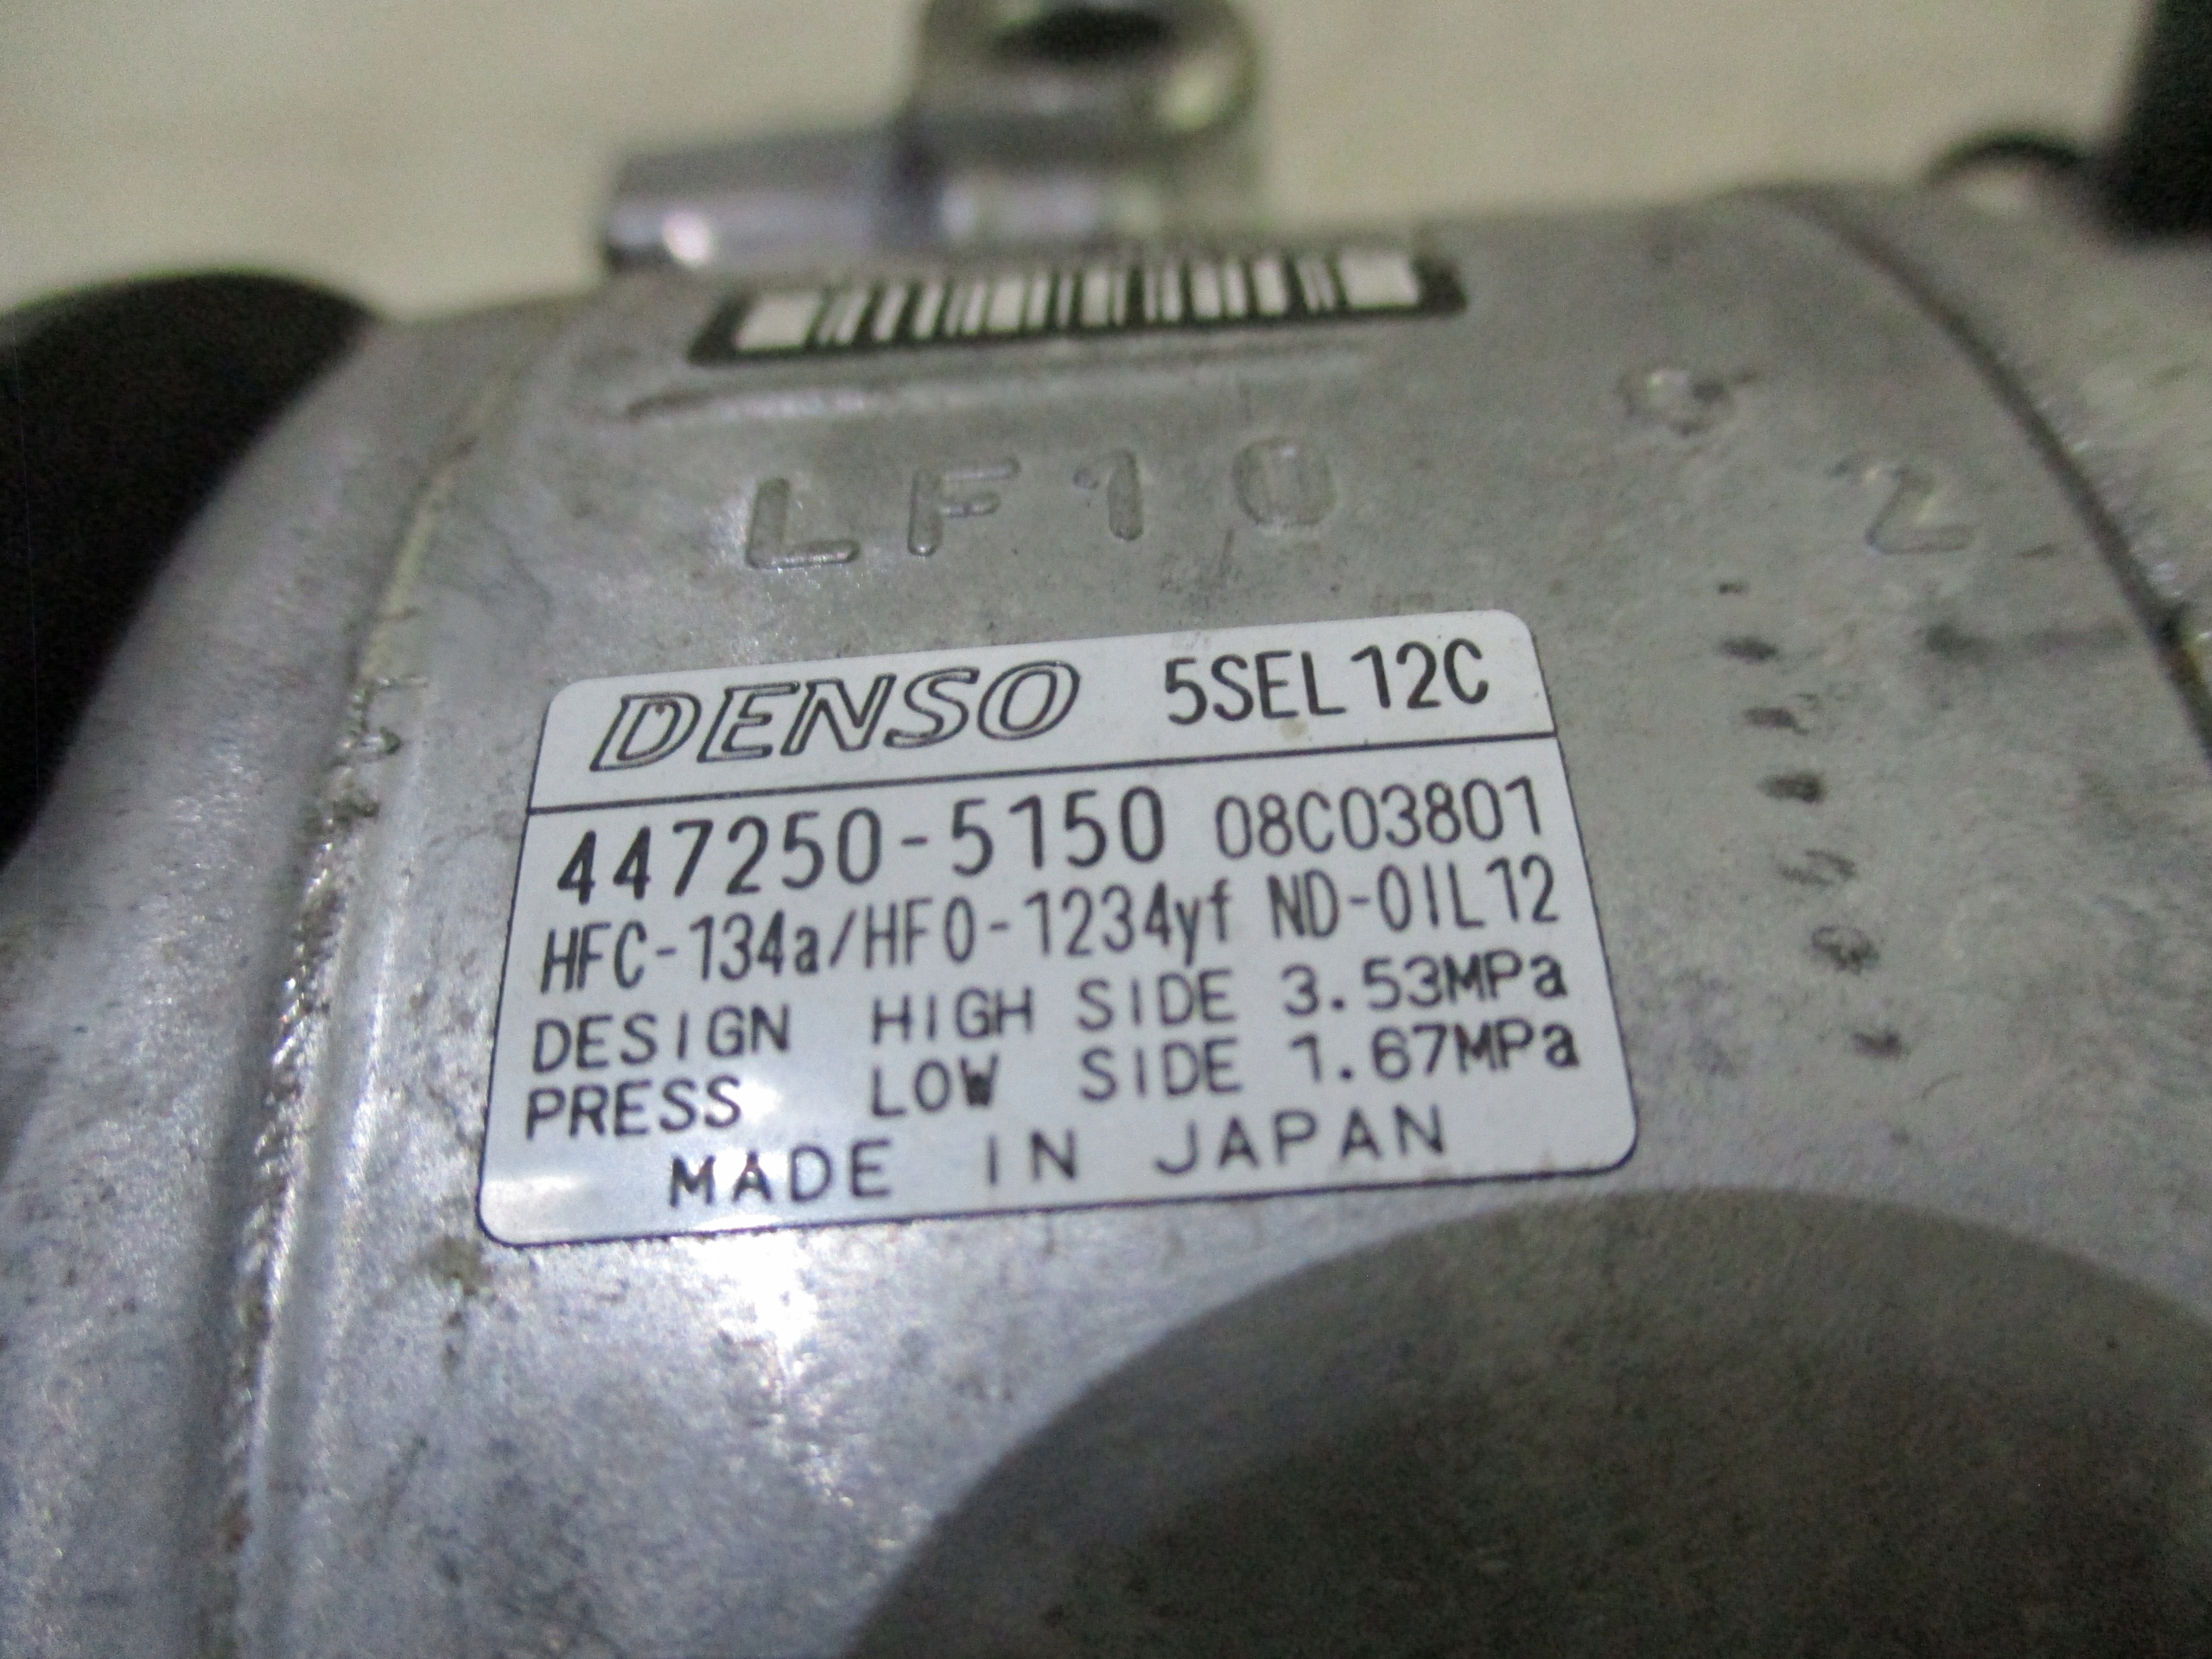 LF10
2
DENSO 5SEL12C
447250-5150 08C03801
HFC-134a/HFO-1234yf ND-OIL12
DESIGN HIGH SIDE 3.53MPa
PRESS LOW SIDE 1.67MPa
MADE IN JAPAN